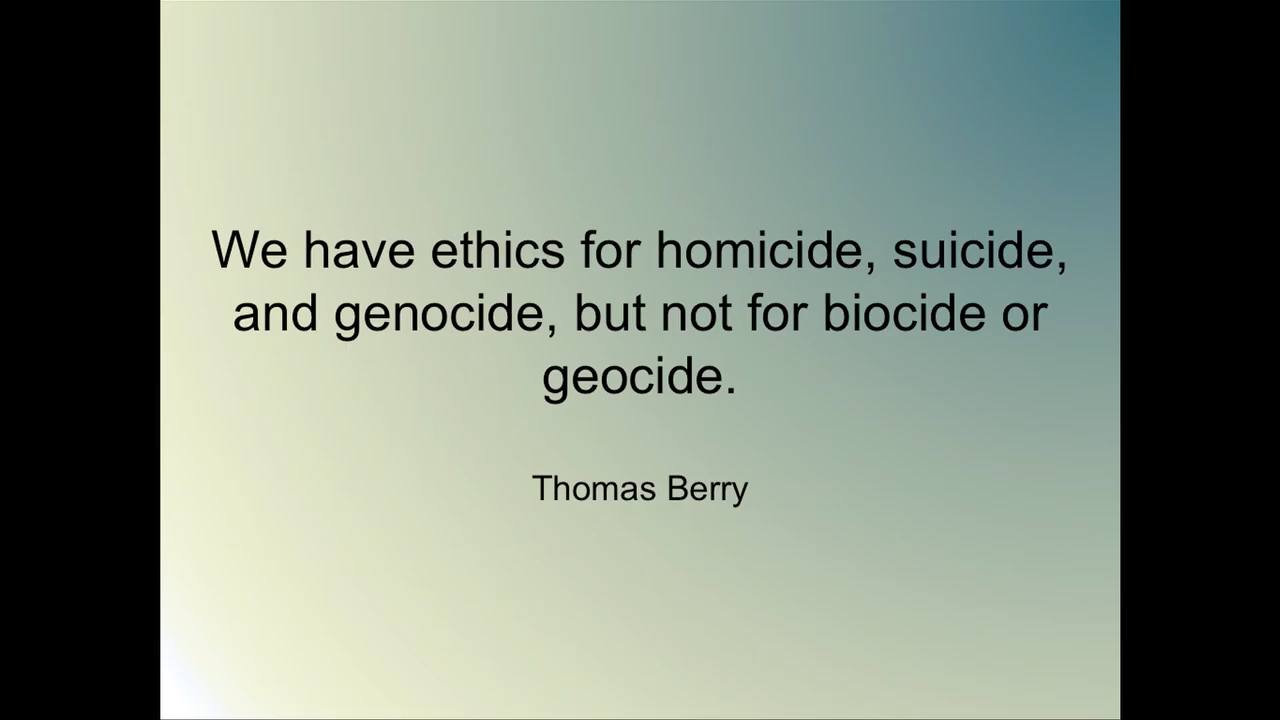 We have ethics for homicide, suicide,
and genocide, but not for biocide or
geocide.
Thomas Berry